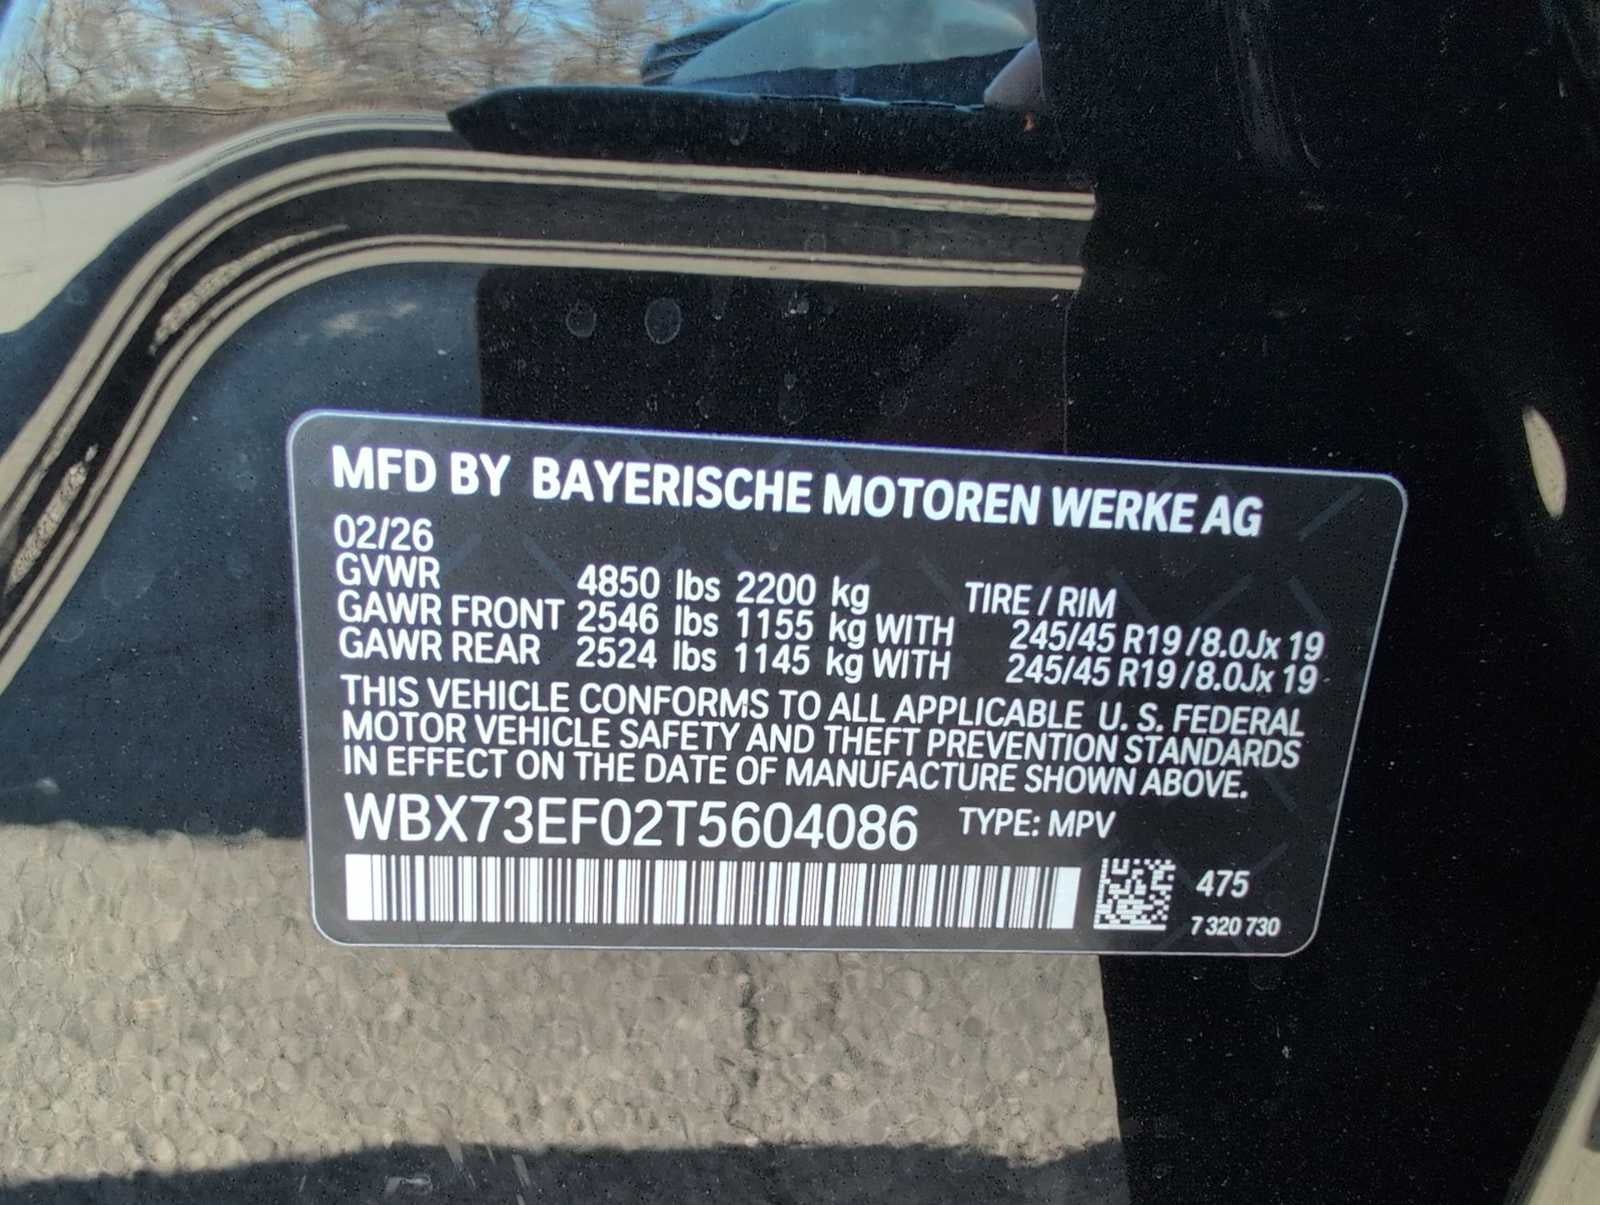 MFD BY BAYERISCHE MOTOREN WERKE AG
02/26
GVWR 4850 lbs 2200 kg TIRE / RIM
GAWR FRONT 2546 lbs 1155 kg WITH 245/45 R19 / 8.0Jx 19
GAWR REAR 2524 lbs 1145 kg WITH 245/45 R19 / 8.0Jx 19
THIS VEHICLE CONFORMS TO ALL APPLICABLE U. S. FEDERAL
MOTOR VEHICLE SAFETY AND THEFT PREVENTION STANDARDS
IN EFFECT ON THE DATE OF MANUFACTURE SHOWN ABOVE.
WBX73EF02T5604086 TYPE: MPV
475
7 320 730